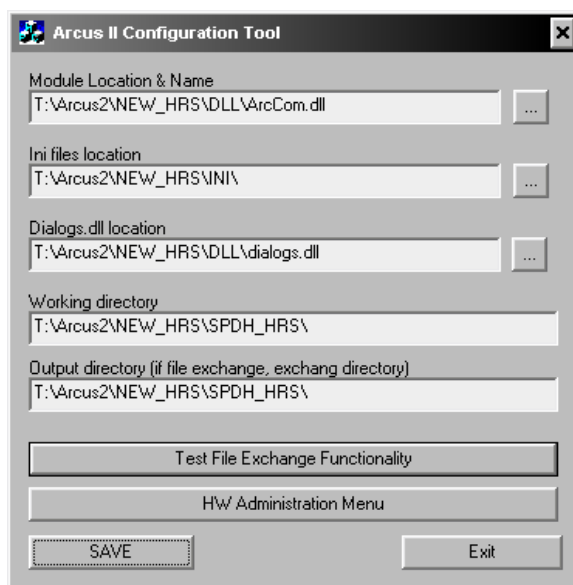 Arcus II Configuration Tool
Module Location & Name
T:\Arcus2\NEW_HRS\DLL\ArcCom.dll
...
Ini files location
T:\Arcus2\NEW_HRS\INI\
...
Dialogs.dll location
T:\Arcus2\NEW_HRS\DLL\dialogs.dll
...
Working directory
T:\Arcus2\NEW_HRS\SPDH_HRS\
Output directory (if file exchange, exchang directory)
T:\Arcus2\NEW_HRS\SPDH_HRS\
Test File Exchange Functionality
HW Administration Menu
SAVE Exit